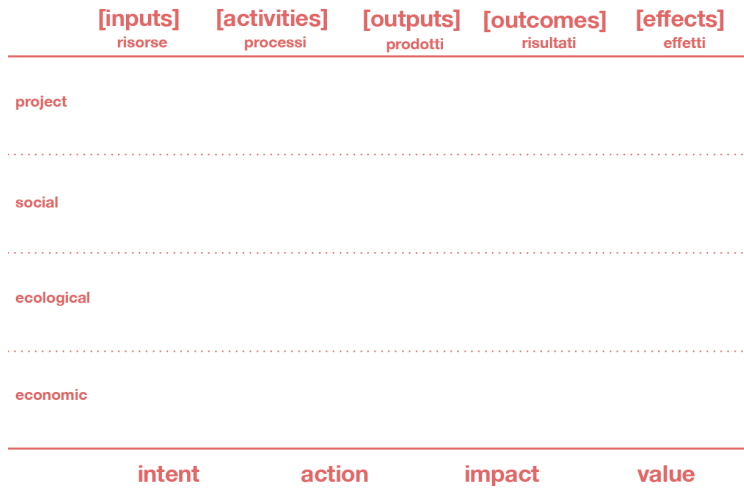 [inputs] [activities] [outputs] [outcomes] [effects]
risorse processi prodotti risultati effetti
project
social
ecological
economic
intent action impact value